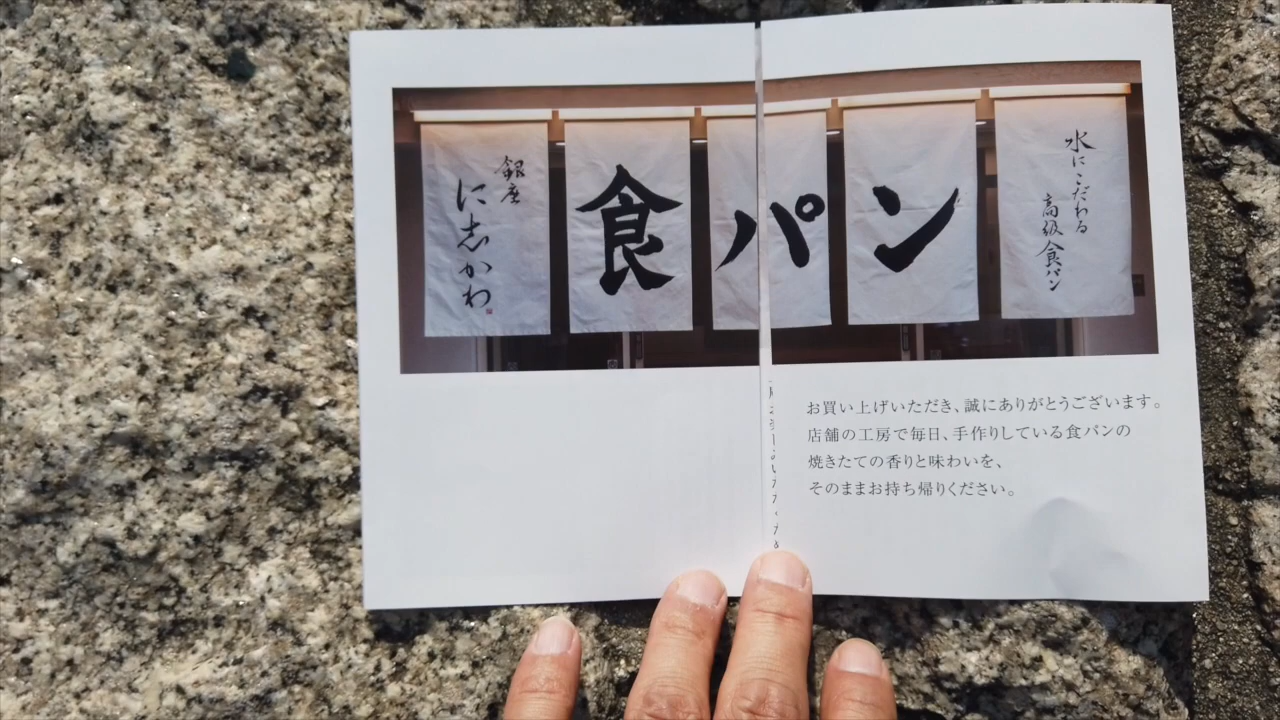 銀座
に志かわ
食パン
水にこだわる
高級食パン
お買い上げいただき、誠にありがとうございます。
店舗の工房で毎日、手作りしている食パンの
焼きたての香りと味わいを、
そのままお持ち帰りください。